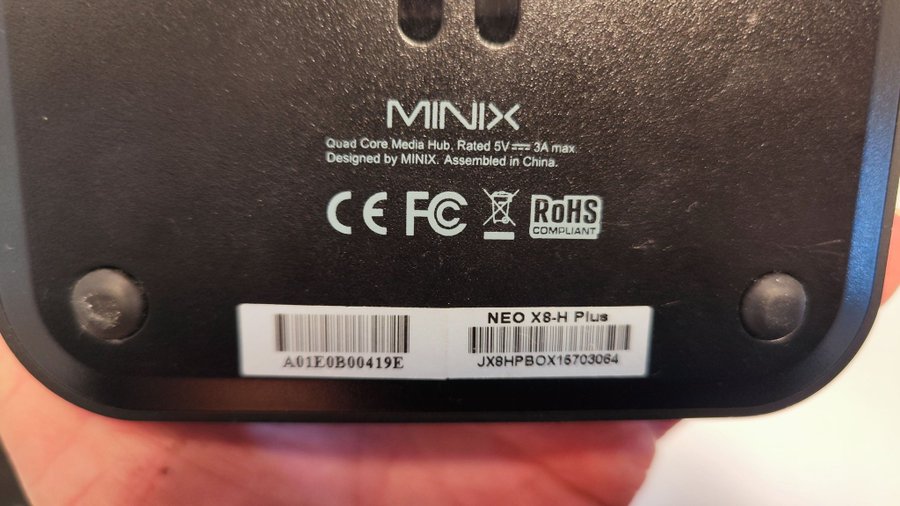 MINIX
Quad Core Media Hub, Rated 5V⎓ 3A max.
Designed by MINIX. Assembled in China.
CE FC RoHS
COMPLIANT
NEO X8-H Plus
A01E0B00419E
JX8HPBOX16703064